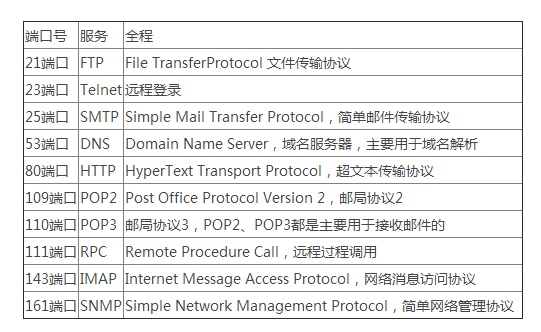 端口号 服务 全程
21端口 FTP File TransferProtocol 文件传输协议
23端口 Telnet 远程登录
25端口 SMTP Simple Mail Transfer Protocol，简单邮件传输协议
53端口 DNS Domain Name Server，域名服务器，主要用于域名解析
80端口 HTTP HyperText Transport Protocol，超文本传输协议
109端口 POP2 Post Office Protocol Version 2，邮局协议2
110端口 POP3 邮局协议3，POP2、POP3都是主要用于接收邮件的
111端口 RPC Remote Procedure Call，远程过程调用
143端口 IMAP Internet Message Access Protocol，网络消息访问协议
161端口 SNMP Simple Network Management Protocol，简单网络管理协议